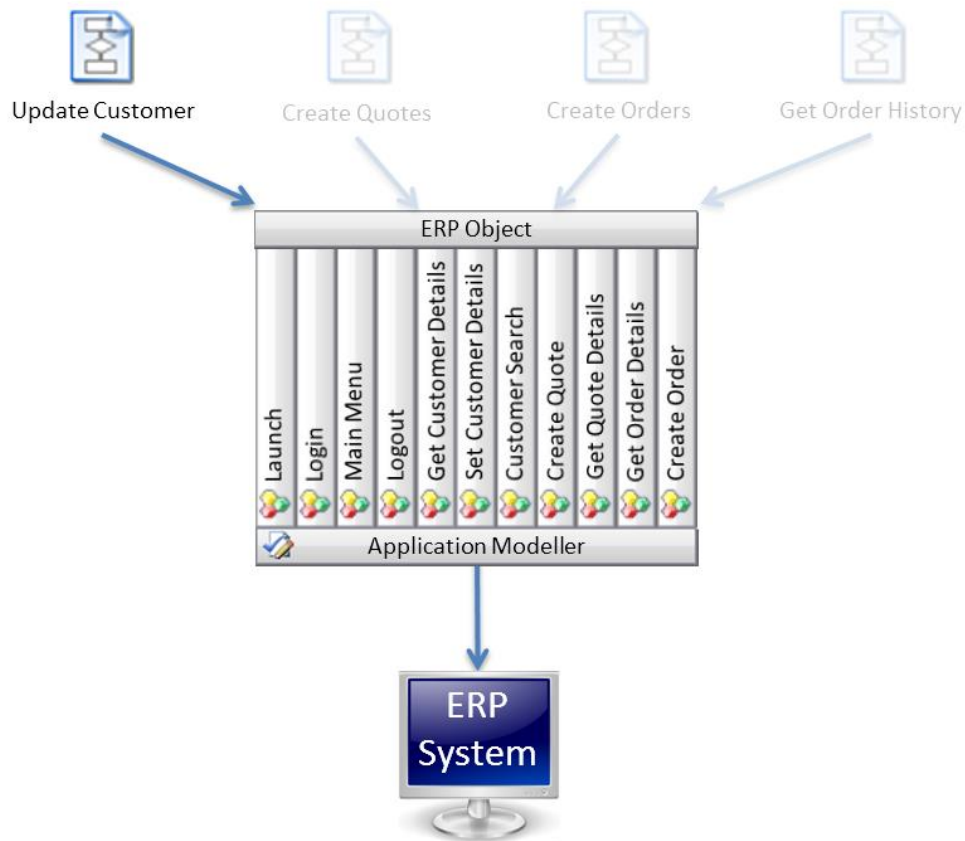 Update Customer
Create Quotes
Create Orders
Get Order History
ERP Object
Launch
Login
Main Menu
Logout
Get Customer Details
Set Customer Details
Customer Search
Create Quote
Get Quote Details
Get Order Details
Create Order
Application Modeller
ERP
System